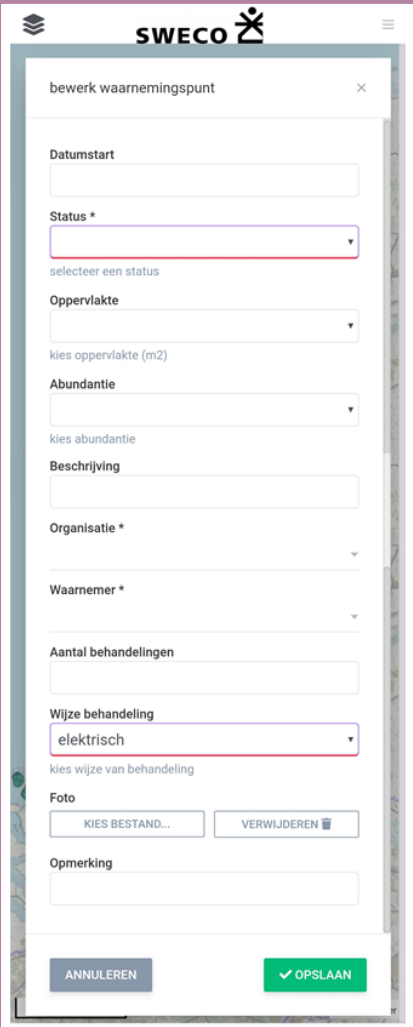 SWECO
bewerk waarnemingspunt ×
Datumstart
Status *
selecteer een status
Oppervlakte
kies oppervlakte (m2)
Abundantie
kies abundantie
Beschrijving
Organisatie *
Waarnemer *
Aantal behandelingen
Wijze behandeling
elektrisch
kies wijze van behandeling
Foto
KIES BESTAND... VERWIJDEREN
Opmerking
ANNULEREN OPSLAAN